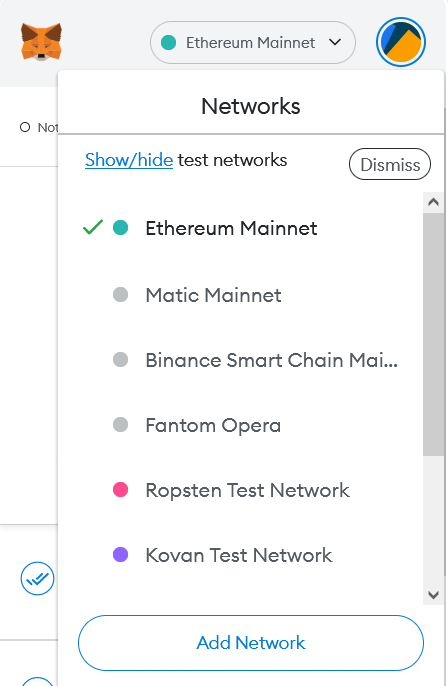 Ethereum Mainnet
Networks
Not
Show/hide test networks
Dismiss
Ethereum Mainnet
Matic Mainnet
Binance Smart Chain Mai...
Fantom Opera
Ropsten Test Network
Kovan Test Network
Add Network